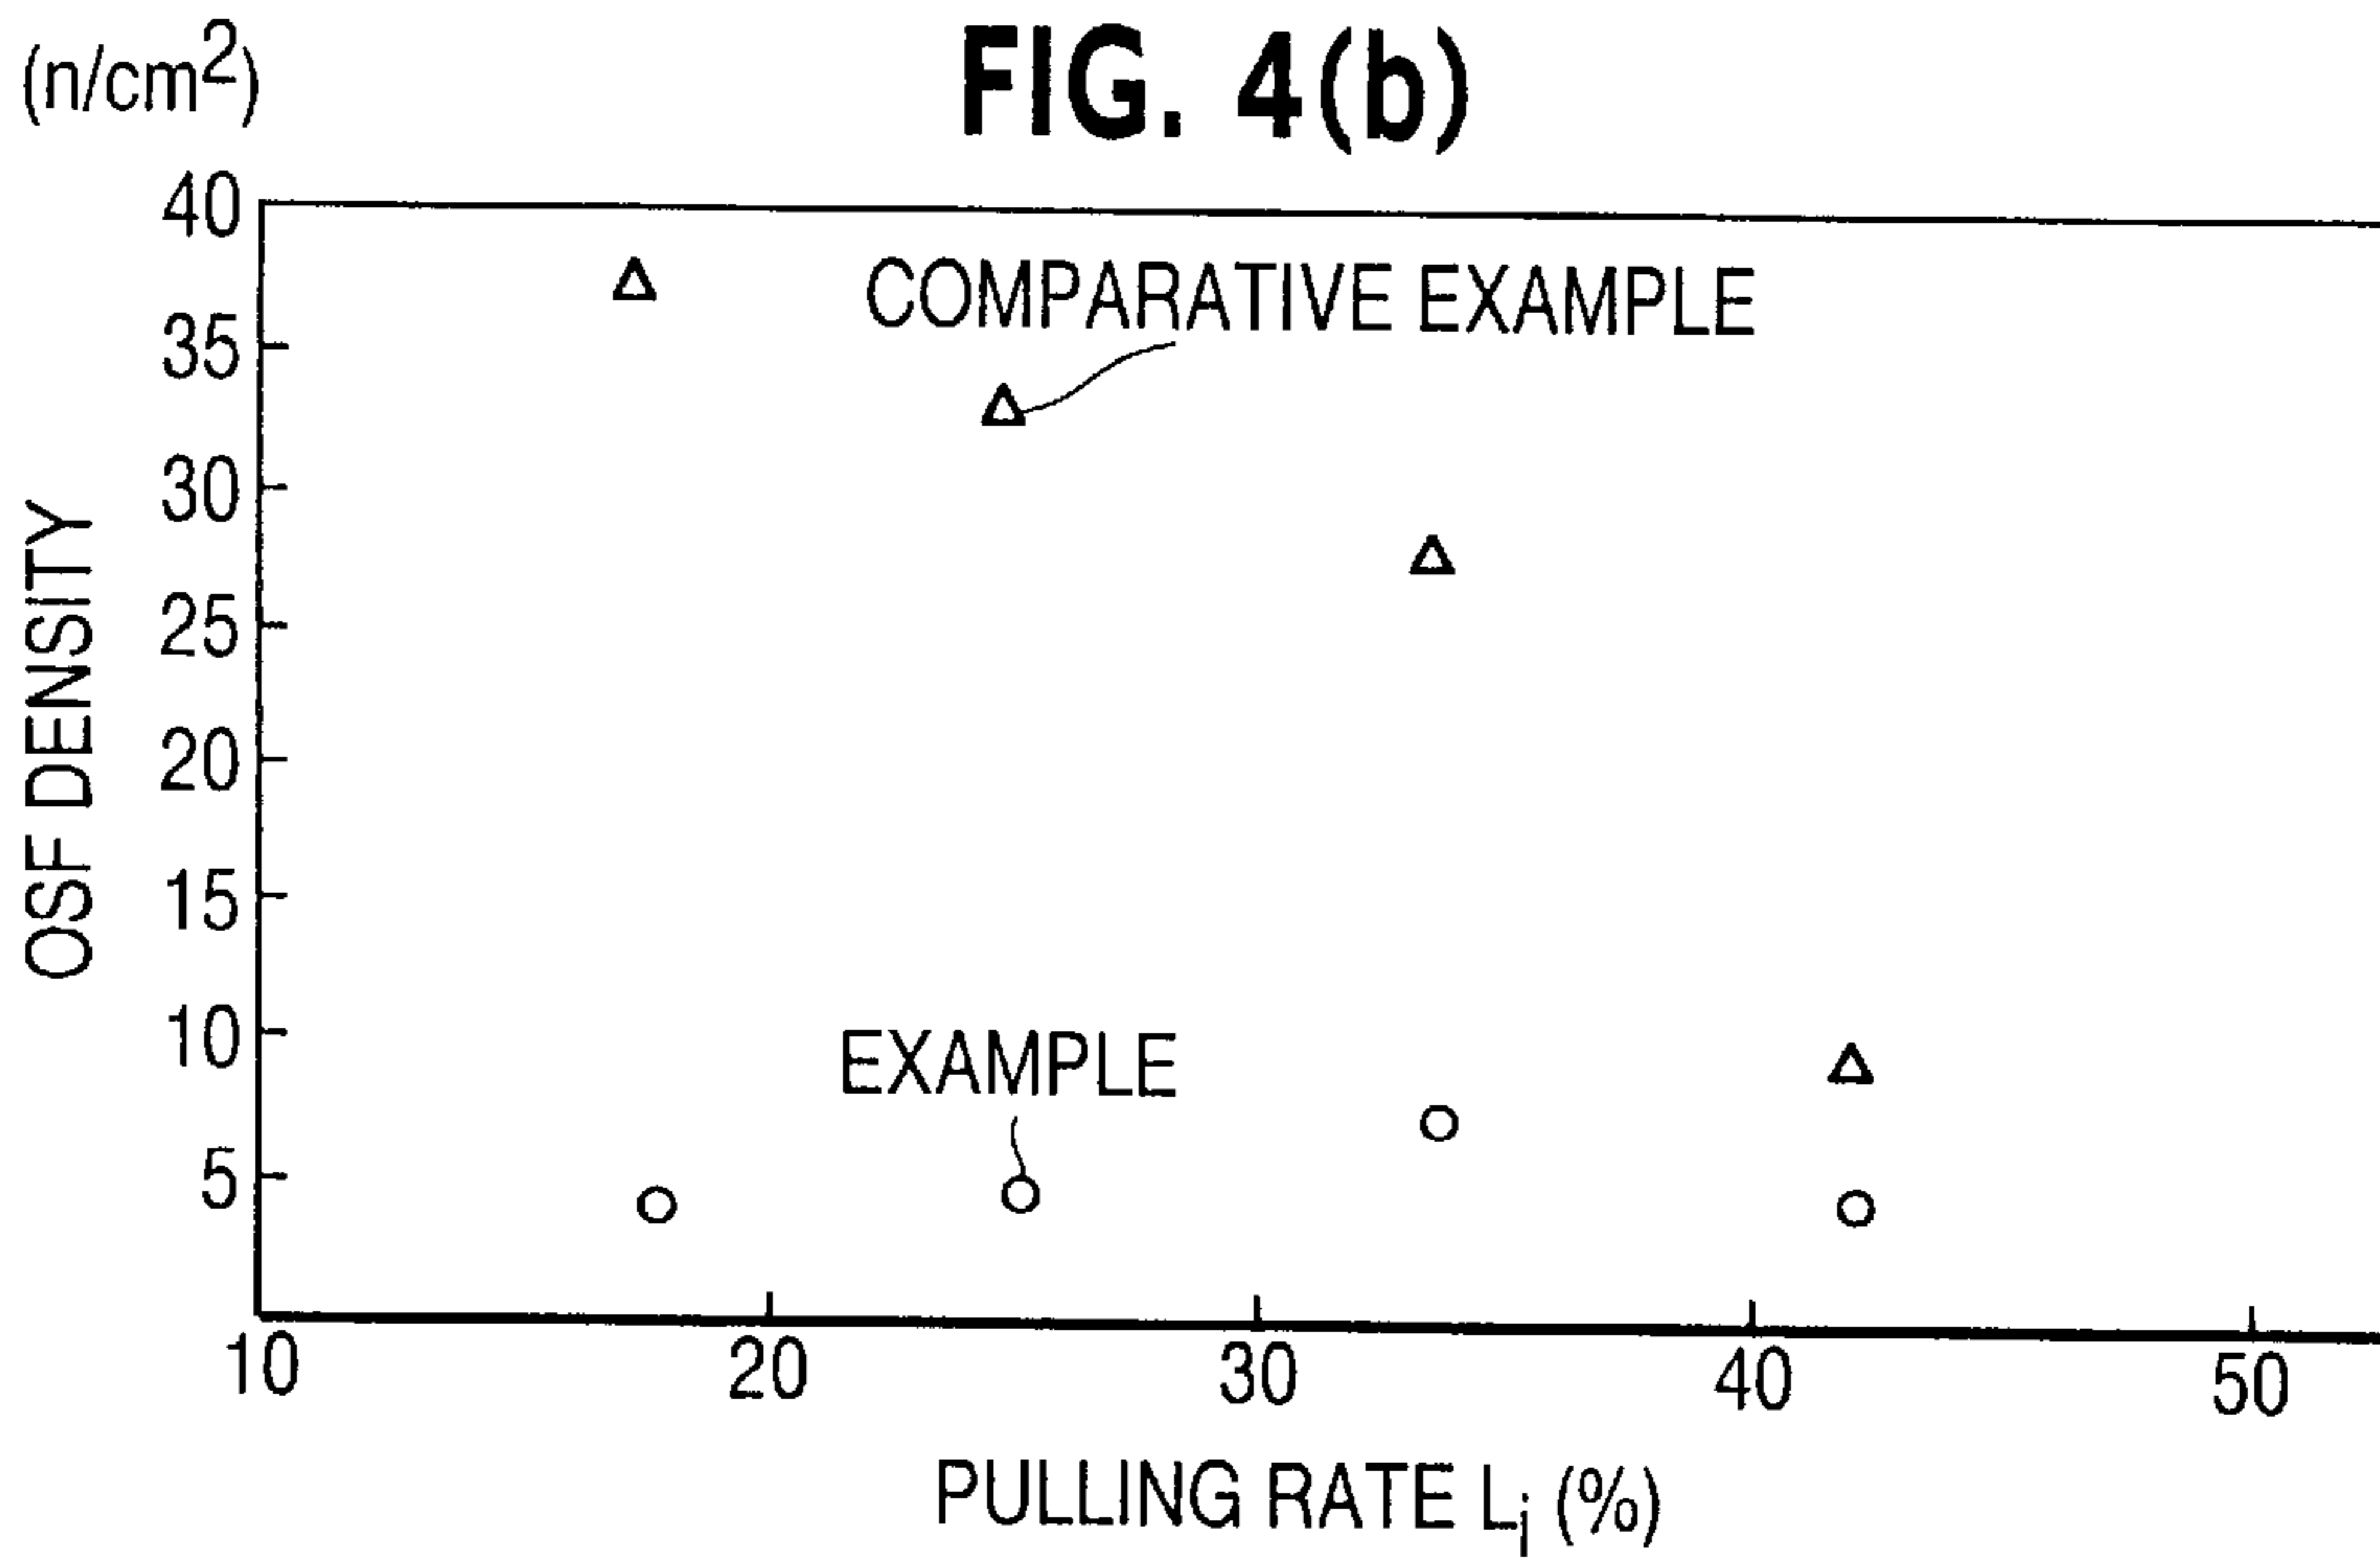 FIG. 4(b)
(n/cm²)
40
COMPARATIVE EXAMPLE
35
30
25
20
15
10
EXAMPLE
5
OSF DENSITY
10 20 30 40 50
PULLING RATE Li (%)